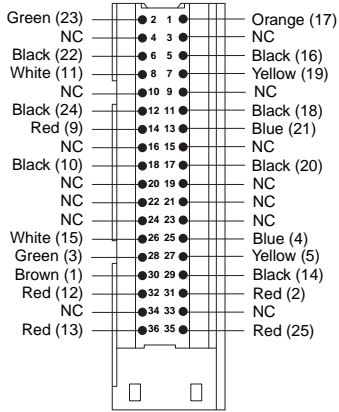 Green (23) 2 1 Orange (17)
NC 4 3 NC
Black (22) 6 5 Black (16)
White (11) 8 7 Yellow (19)
NC 10 9 NC
Black (24) 12 11 Black (18)
Red (9) 14 13 Blue (21)
NC 16 15 NC
Black (10) 18 17 Black (20)
NC 20 19 NC
NC 22 21 NC
NC 24 23 NC
White (15) 26 25 Blue (4)
Green (3) 28 27 Yellow (5)
Brown (1) 30 29 Black (14)
Red (12) 32 31 Red (2)
NC 34 33 NC
Red (13) 36 35 Red (25)